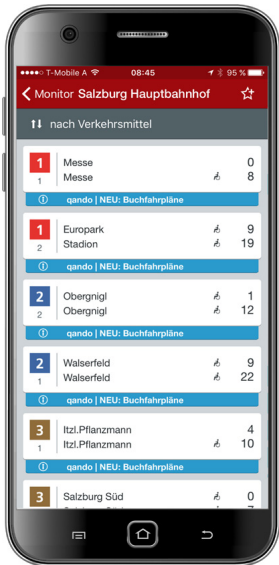 T-Mobile A 08:45 95 %
Monitor Salzburg Hauptbahnhof
nach Verkehrsmittel
1 Messe 0
1 Messe 8
qando | NEU: Buchfahrpläne
1 Europark 9
2 Stadion 19
qando | NEU: Buchfahrpläne
2 Obergnigl 1
2 Obergnigl 12
qando | NEU: Buchfahrpläne
2 Walserfeld 9
1 Walserfeld 22
qando | NEU: Buchfahrpläne
3 Itzl.Pflanzmann 4
1 Itzl.Pflanzmann 10
qando | NEU: Buchfahrpläne
3 Salzburg Süd 0